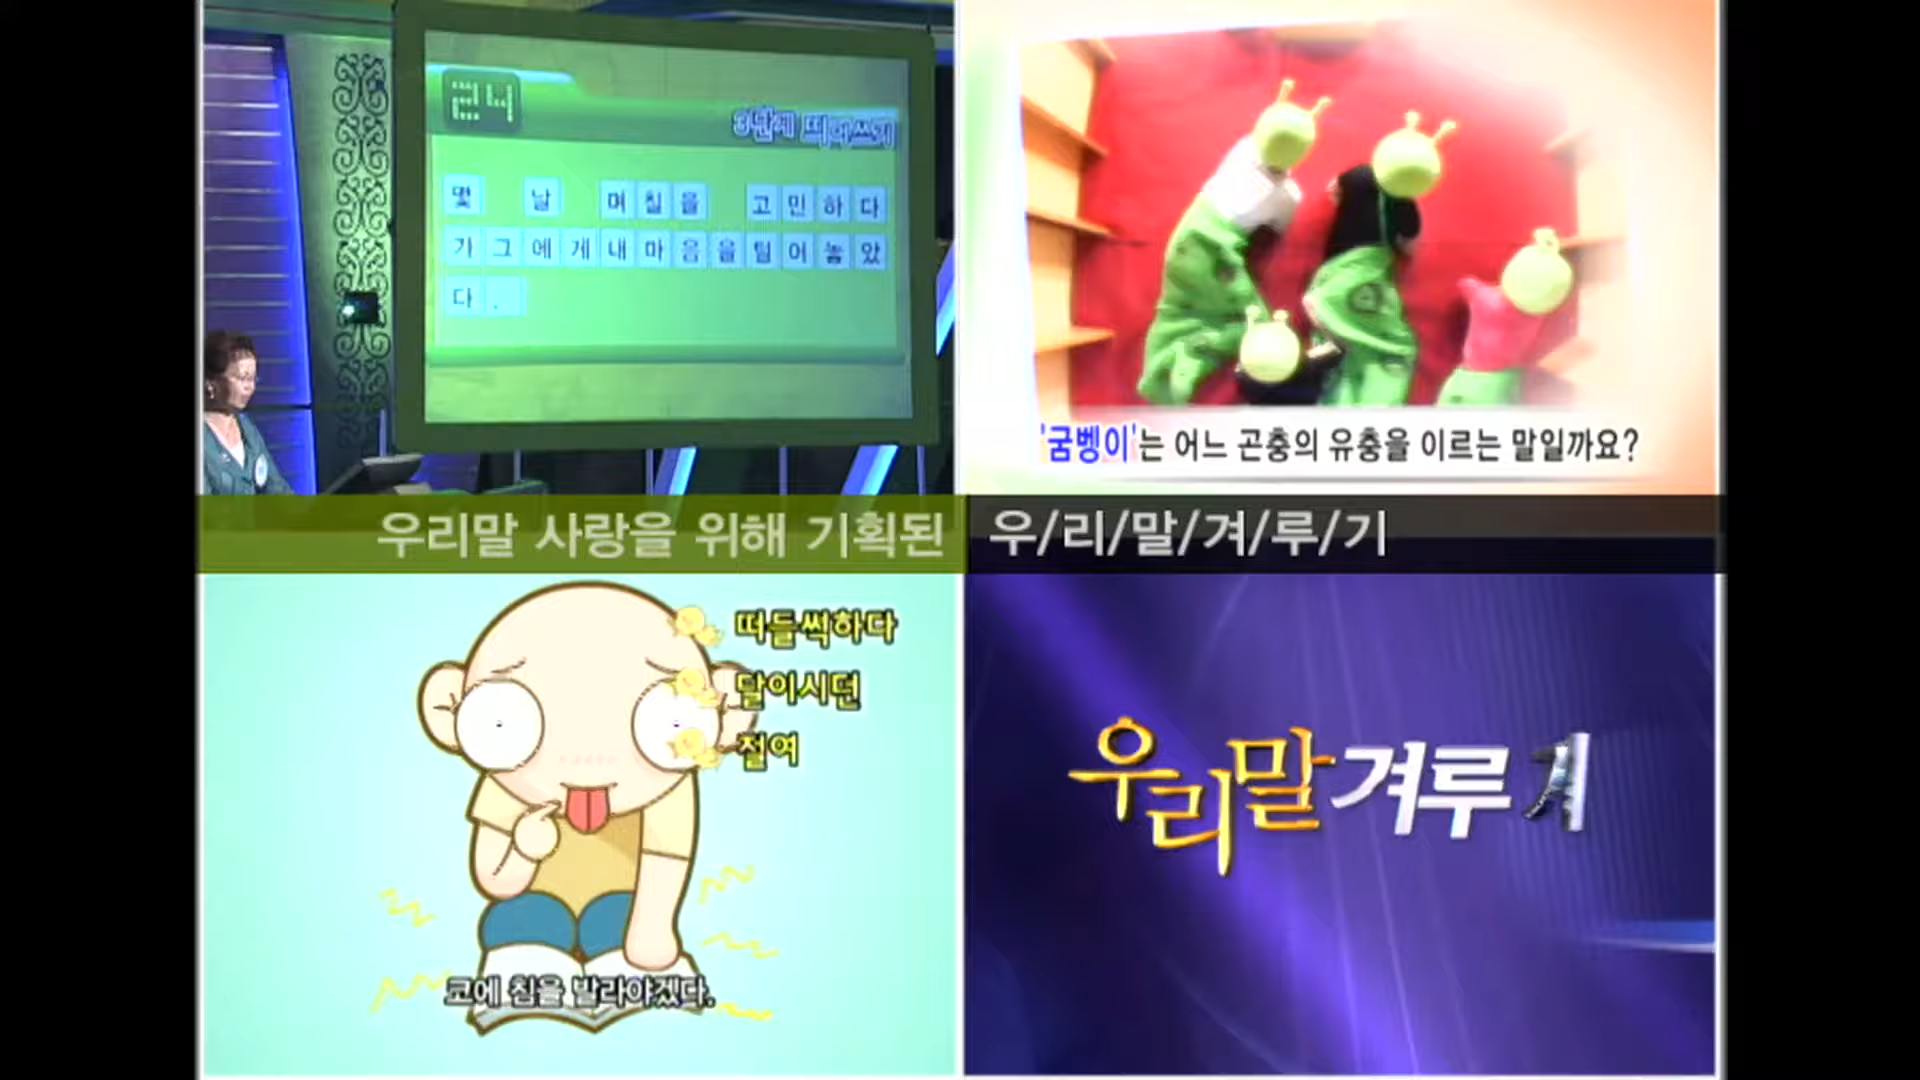 24
3단계 띄어쓰기
몇 날 며칠을 고민하다
가그에게내마음을털어놓았
다.
'굼벵이'는 어느 곤충의 유충을 이르는 말일까요?
우리말 사랑을 위해 기획된 우/리/말/겨/루/기
떠들썩하다
달이시던
절여
코에 침을 발라야겠다.
우리말겨루기